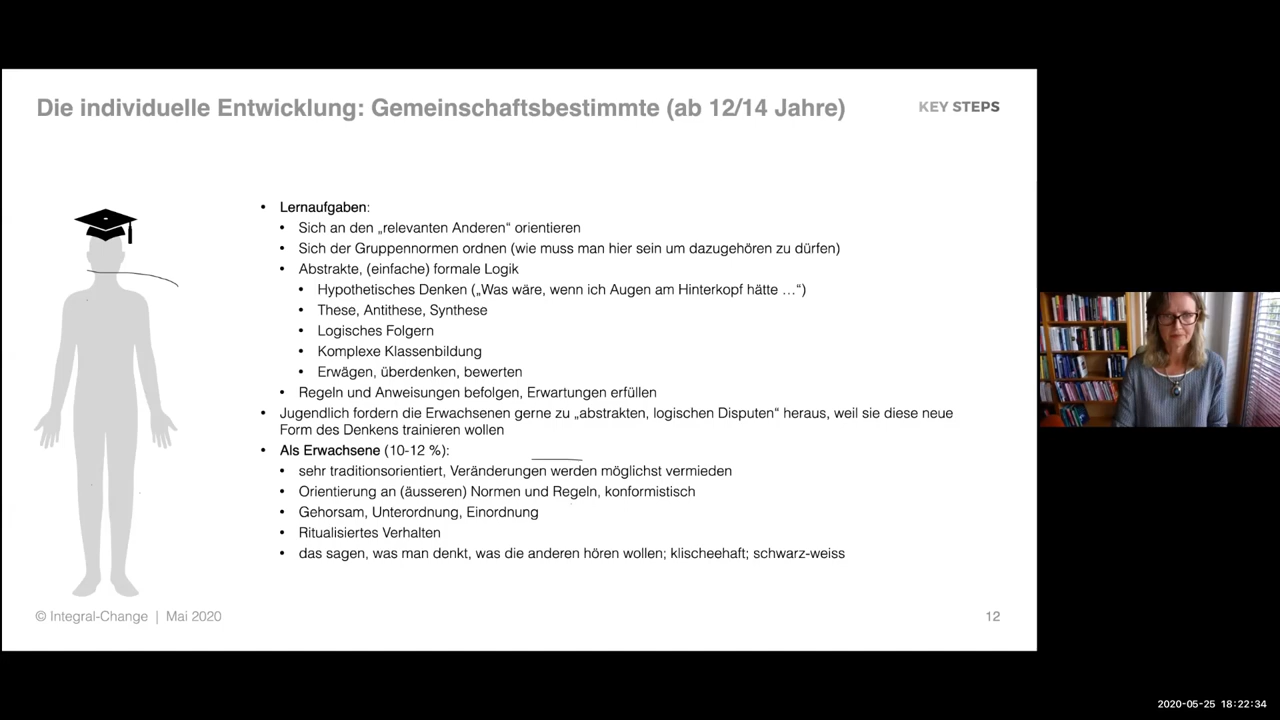 Die individuelle Entwicklung: Gemeinschaftsbestimmte (ab 12/14 Jahre)
KEY STEPS
• Lernaufgaben:
• Sich an den „relevanten Anderen“ orientieren
• Sich der Gruppennormen ordnen (wie muss man hier sein um dazugehören zu dürfen)
• Abstrakte, (einfache) formale Logik
• Hypothetisches Denken („Was wäre, wenn ich Augen am Hinterkopf hätte …“)
• These, Antithese, Synthese
• Logisches Folgern
• Komplexe Klassenbildung
• Erwägen, überdenken, bewerten
• Regeln und Anweisungen befolgen, Erwartungen erfüllen
• Jugendlich fordern die Erwachsenen gerne zu „abstrakten, logischen Disputen“ heraus, weil sie diese neue
Form des Denkens trainieren wollen
• Als Erwachsene (10-12 %):
• sehr traditionsorientiert, Veränderungen werden möglichst vermieden
• Orientierung an (äusseren) Normen und Regeln, konformistisch
• Gehorsam, Unterordnung, Einordnung
• Ritualisiertes Verhalten
• das sagen, was man denkt, was die anderen hören wollen; klischeehaft; schwarz-weiss
© Integral-Change | Mai 2020
12
2020-05-25 18:22:34